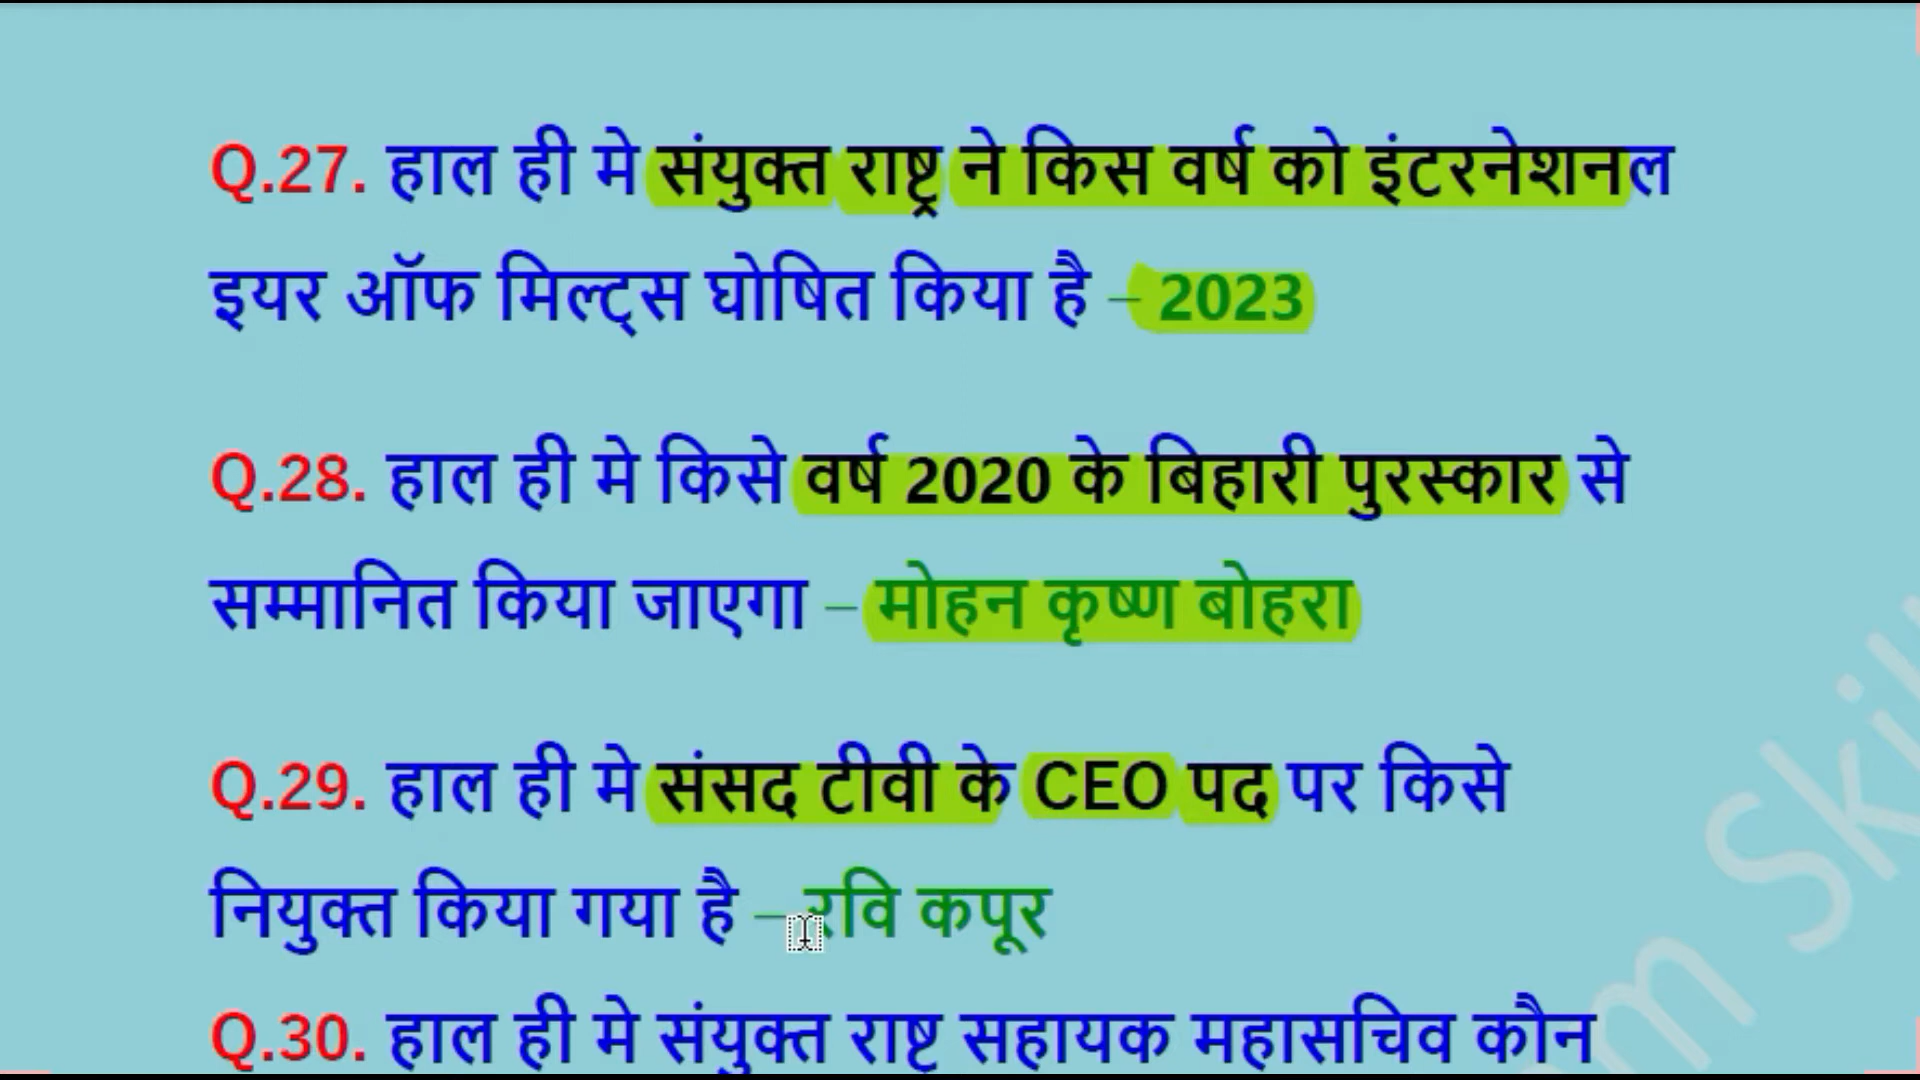 Q.27. हाल ही मे संयुक्त राष्ट्र ने किस वर्ष को इंटरनेशनल
इयर ऑफ मिल्ट्स घोषित किया है – 2023
Q.28. हाल ही मे किसे वर्ष 2020 के बिहारी पुरस्कार से
सम्मानित किया जाएगा – मोहन कृष्ण बोहरा
Q.29. हाल ही मे संसद टीवी के CEO पद पर किसे
नियुक्त किया गया है – रवि कपूर
Q.30. हाल ही मे संयुक्त राष्ट सहायक महासचिव कौन